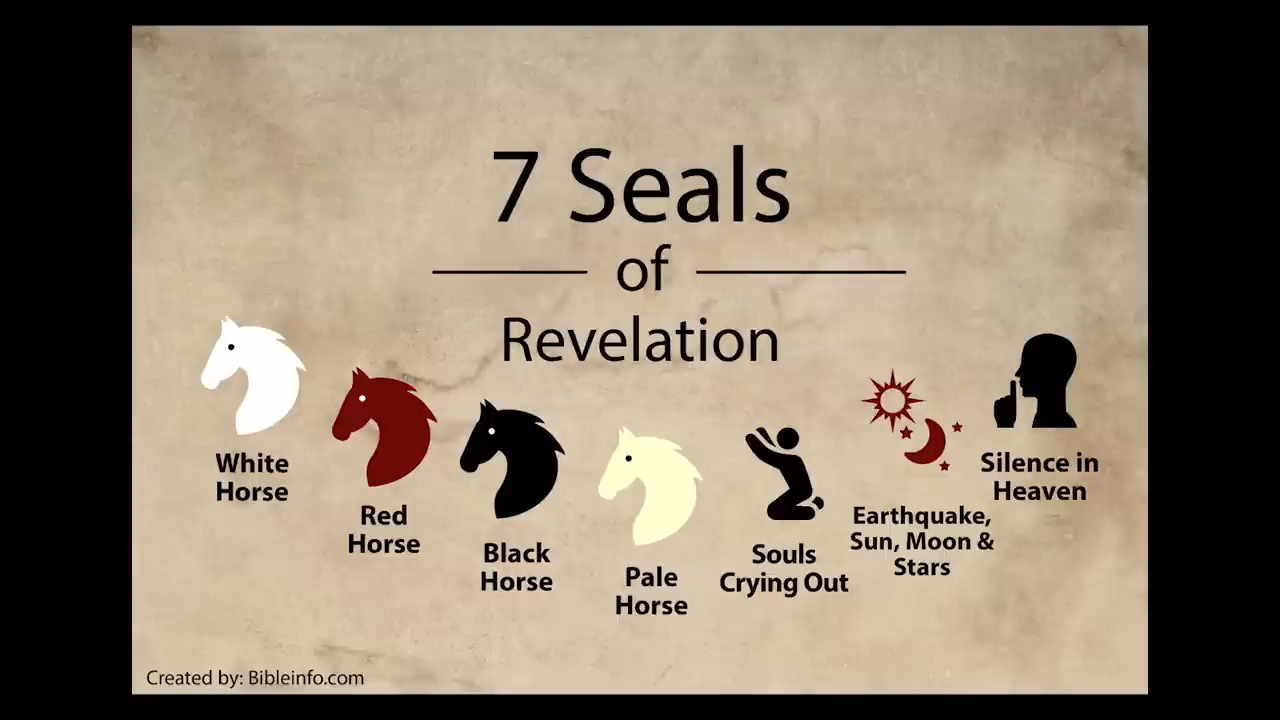 7 Seals
of
Revelation
White
Horse
Red
Horse
Black
Horse
Pale
Horse
Souls
Crying Out
Earthquake,
Sun, Moon &
Stars
Silence in
Heaven
Created by: Bibleinfo.com